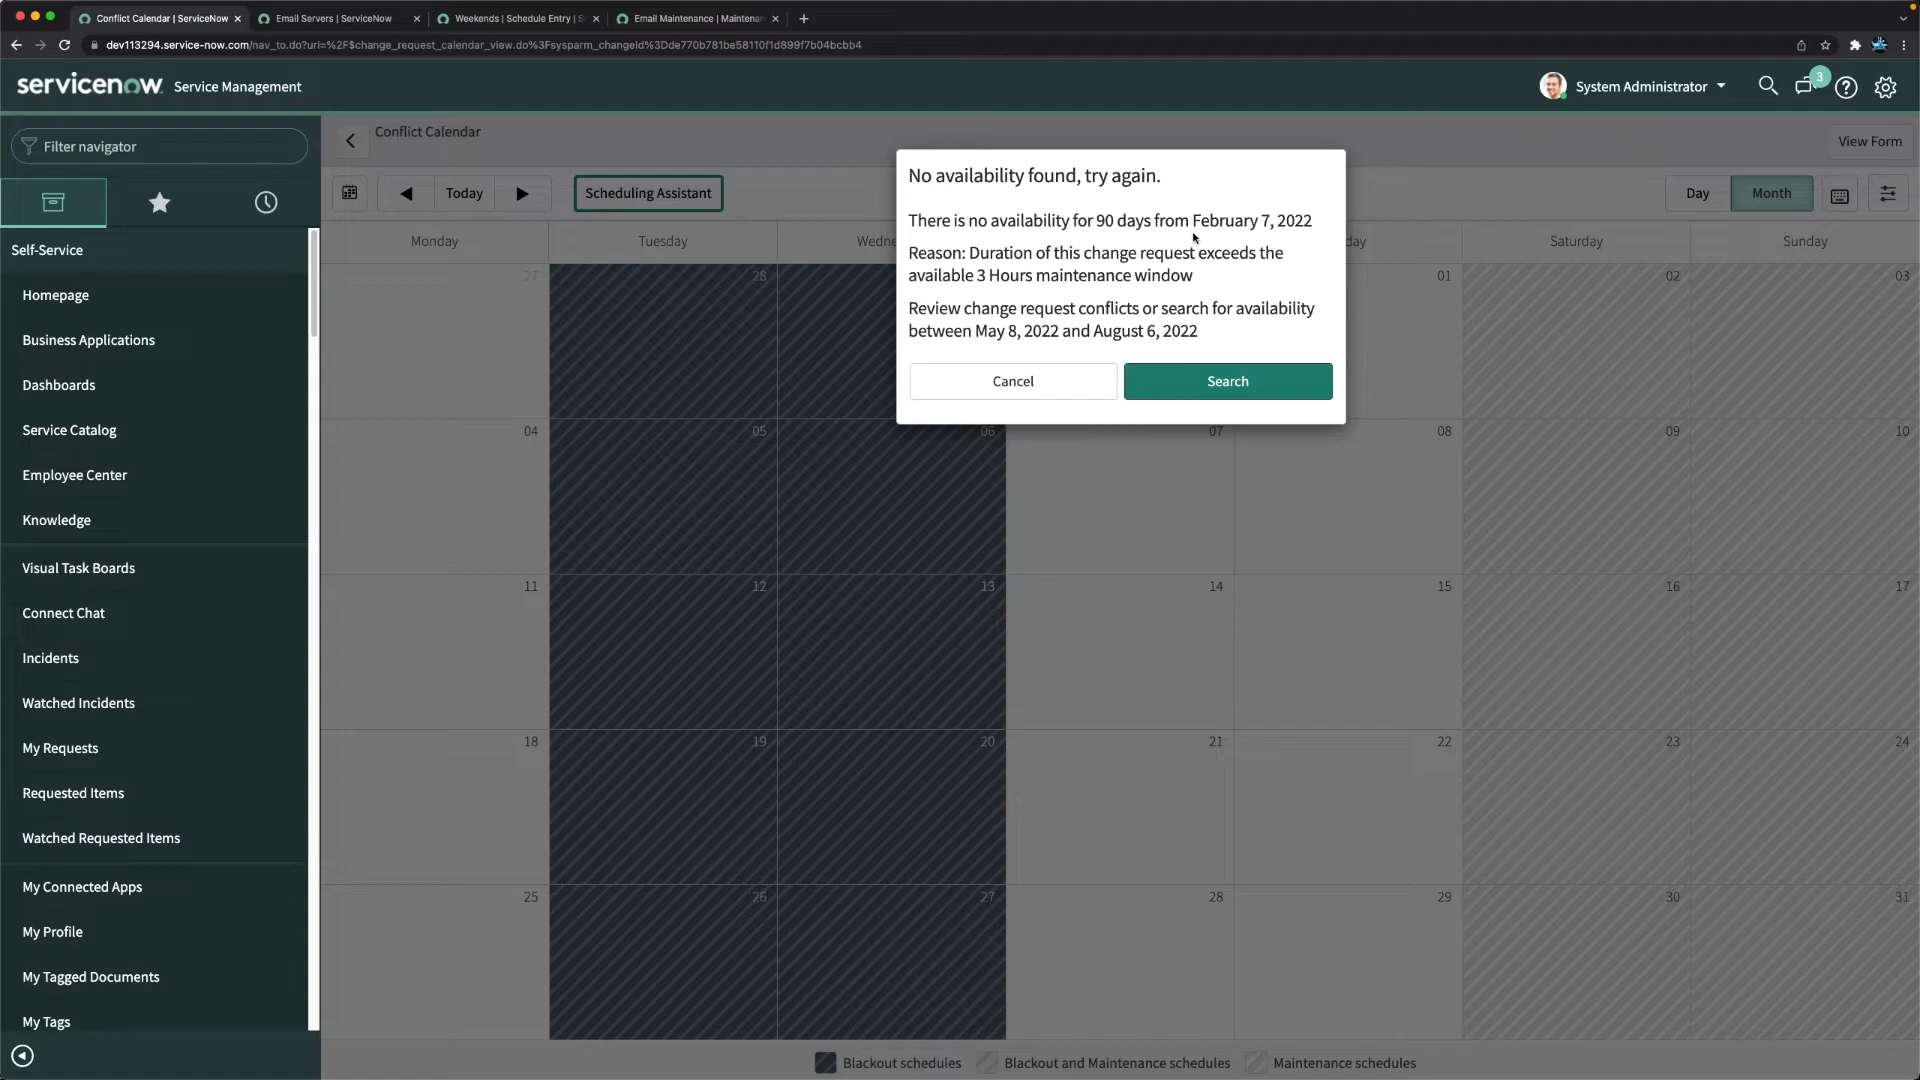 Conflict Calendar | ServiceNow
Email Servers | ServiceNow
Weekends | Schedule Entry | S
Email Maintenance | Maintenan
dev113294.service-now.com/nav_to.do?url=%2F$change_request_calendar_view.do%3Fsysparm_changeId%3Dde770b781be58110f1d899f7b04bcbb4
servicenow Service Management
System Administrator
3
Filter navigator
Conflict Calendar
View Form
Today
Scheduling Assistant
Day
Month
No availability found, try again.
There is no availability for 90 days from February 7, 2022
Reason: Duration of this change request exceeds the
available 3 Hours maintenance window
Review change request conflicts or search for availability
between May 8, 2022 and August 6, 2022
Cancel
Search
Monday
Tuesday
Wedne
day
Saturday
Sunday
27
28
01
02
03
04
05
06
07
08
09
10
11
12
13
14
15
16
17
18
19
20
21
22
23
24
25
26
27
28
29
30
31
Self-Service
Homepage
Business Applications
Dashboards
Service Catalog
Employee Center
Knowledge
Visual Task Boards
Connect Chat
Incidents
Watched Incidents
My Requests
Requested Items
Watched Requested Items
My Connected Apps
My Profile
My Tagged Documents
My Tags
Blackout schedules
Blackout and Maintenance schedules
Maintenance schedules